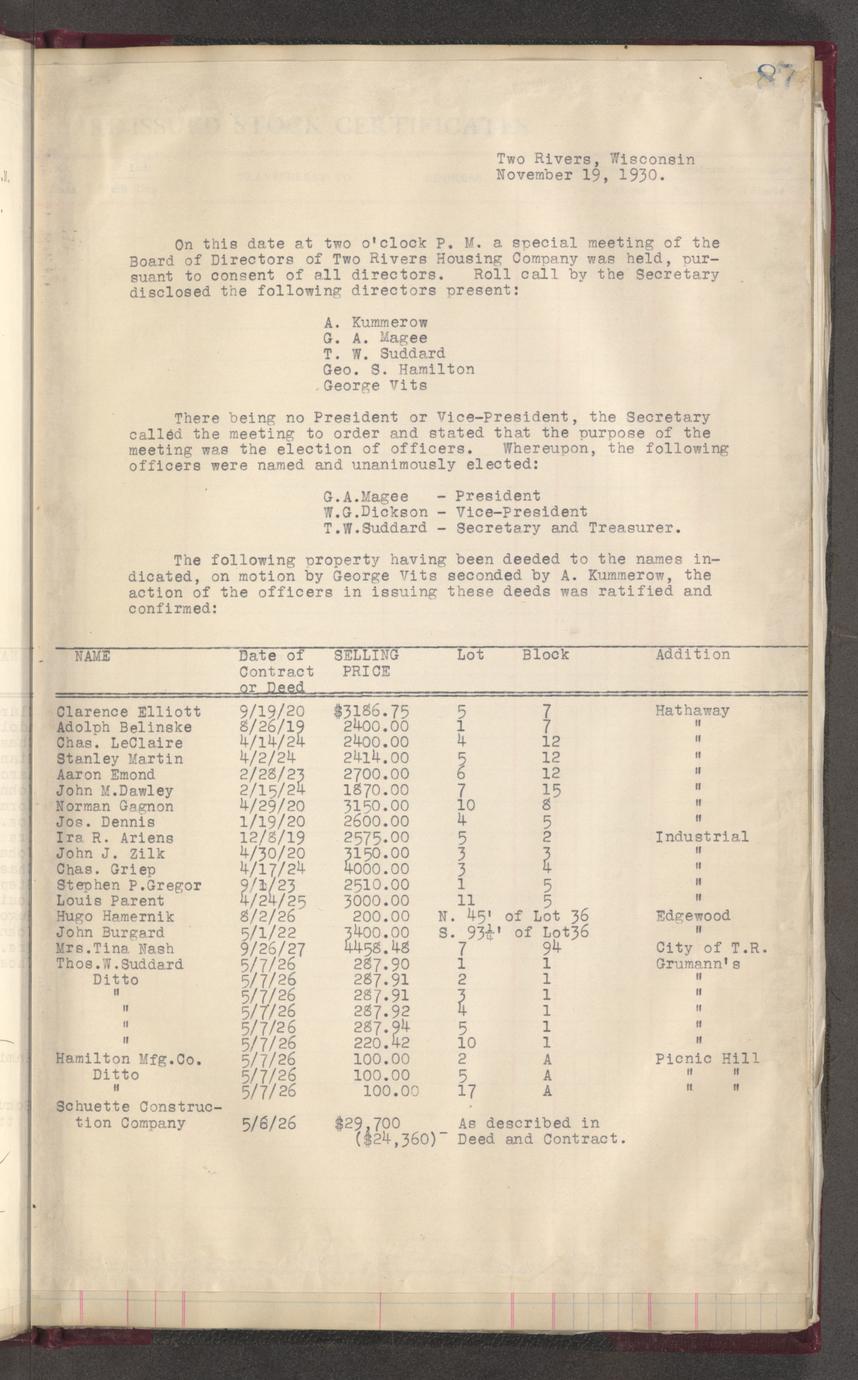 87
Two Rivers, Wisconsin
November 19, 1930.
On this date at two o'clock P. M. a special meeting of the
Board of Directors of Two Rivers Housing Company was held, pur-
suant to consent of all directors. Roll call by the Secretary
disclosed the following directors present:
A. Kummerow
G. A. Magee
T. W. Suddard
Geo. S. Hamilton
George Vits
There being no President or Vice-President, the Secretary
called the meeting to order and stated that the purpose of the
meeting was the election of officers. Whereupon, the following
officers were named and unanimously elected:
G.A.Magee - President
W.G.Dickson - Vice-President
T.W.Suddard - Secretary and Treasurer.
The following property having been deeded to the names in-
dicated, on motion by George Vits seconded by A. Kummerow, the
action of the officers in issuing these deeds was ratified and
confirmed:
NAME Date of SELLING Lot Block Addition
Contract PRICE
or Deed
Clarence Elliott 9/19/20 $3186.75 5 7 Hathaway
Adolph Belinske 8/26/19 2400.00 1 7 "
Chas. LeClaire 4/14/24 2400.00 4 12 "
Stanley Martin 4/2/24 2414.00 5 12 "
Aaron Emond 2/28/23 2700.00 6 12 "
John M.Dawley 2/15/24 1870.00 7 15 "
Norman Gagnon 4/29/20 3150.00 10 8 "
Jos. Dennis 1/19/20 2600.00 4 5 "
Ira R. Ariens 12/8/19 2575.00 5 2 Industrial
John J. Zilk 4/30/20 3150.00 3 3 "
Chas. Griep 4/17/24 4000.00 3 4 "
Stephen P.Gregor 9/1/23 2510.00 1 5 "
Louis Parent 4/24/25 3000.00 11 5 "
Hugo Hamernik 8/2/26 200.00 N. 45' of Lot 36 Edgewood
John Burgard 5/1/22 3400.00 S. 93½' of Lot36 "
Mrs.Tina Nash 9/26/27 4458.48 7 94 City of T.R.
Thos.W.Suddard 5/7/26 287.90 1 1 Grumann's
Ditto 5/7/26 287.91 2 1 "
" 5/7/26 287.91 3 1 "
" 5/7/26 287.92 4 1 "
" 5/7/26 287.94 5 1 "
" 5/7/26 220.42 10 1 "
Hamilton Mfg.Co. 5/7/26 100.00 2 A Picnic Hill
Ditto 5/7/26 100.00 5 A " "
" 5/7/26 100.00 17 A " "
Schuette Construc-
tion Company 5/6/26 $29,700 As described in
($24,360)- Deed and Contract.